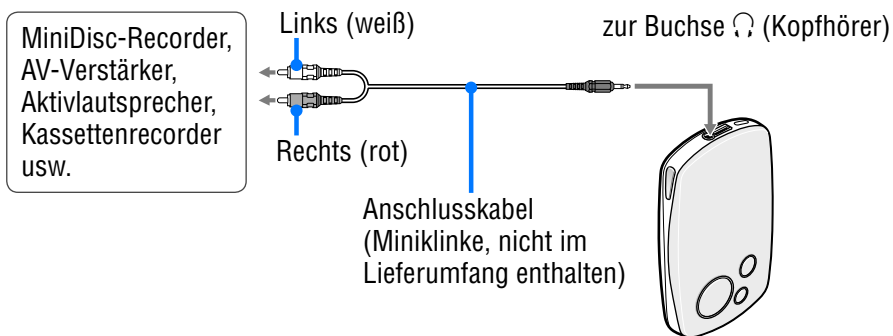 MiniDisc-Recorder,
AV-Verstärker,
Aktivlautsprecher,
Kassettenrecorder
usw.
Links (weiß)
Rechts (rot)
Anschlusskabel
(Miniklinke, nicht im
Lieferumfang enthalten)
zur Buchse (Kopfhörer)